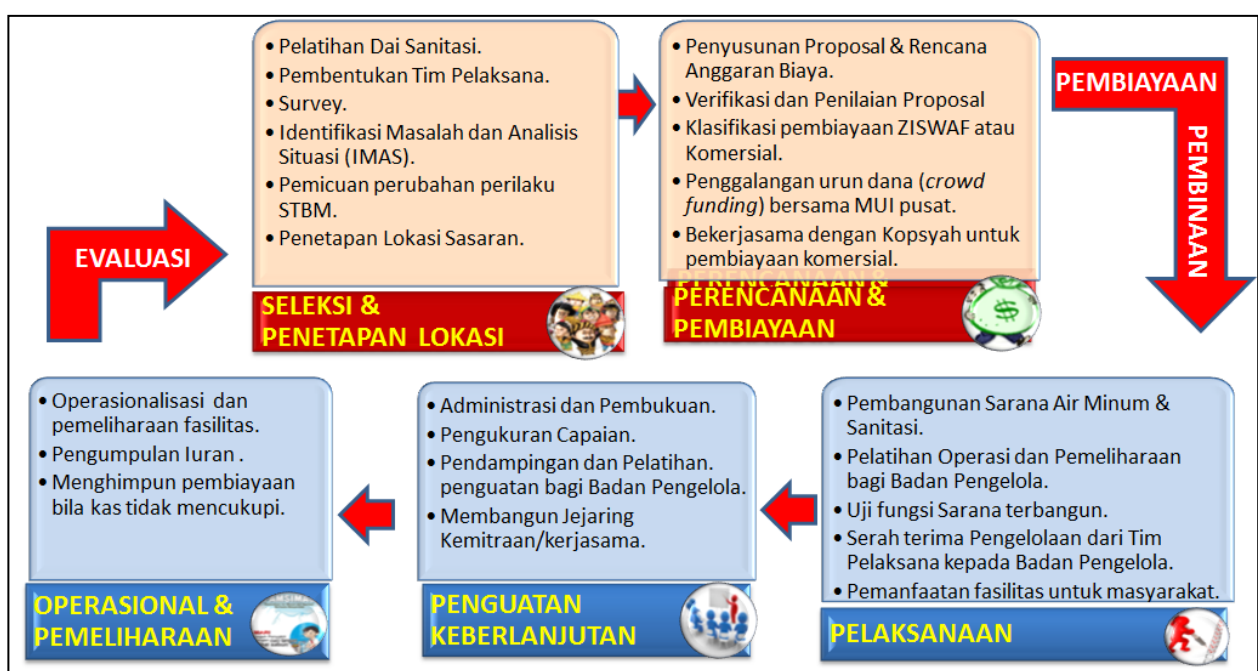 • Pelatihan Dai Sanitasi.
• Pembentukan Tim Pelaksana.
• Survey.
• Identifikasi Masalah dan Analisis
Situasi (IMAS).
• Pemicuan perubahan perilaku
STBM.
• Penetapan Lokasi Sasaran.
SELEKSI &
PENETAPAN LOKASI
• Penyusunan Proposal & Rencana
Anggaran Biaya.
• Verifikasi dan Penilaian Proposal
• Klasifikasi pembiayaan ZISWAF atau
Komersial.
• Penggalangan urun dana (crowd
funding) bersama MUI pusat.
• Bekerjasama dengan Kopsyah untuk
pembiayaan komersial.
PERENCANAAN &
PERENCANAAN &
PEMBIAYAAN
PEMBIAYAAN
PEMBINAAN
EVALUASI
• Operasionalisasi dan
pemeliharaan fasilitas.
• Pengumpulan Iuran .
• Menghimpun pembiayaan
bila kas tidak mencukupi.
OPERASIONAL &
PEMELIHARAAN
• Administrasi dan Pembukuan.
• Pengukuran Capaian.
• Pendampingan dan Pelatihan.
penguatan bagi Badan Pengelola.
• Membangun Jejaring
Kemitraan/kerjasama.
PENGUATAN
KEBERLANJUTAN
• Pembangunan Sarana Air Minum &
Sanitasi.
• Pelatihan Operasi dan Pemeliharaan
bagi Badan Pengelola.
• Uji fungsi Sarana terbangun.
• Serah terima Pengelolaan dari Tim
Pelaksana kepada Badan Pengelola.
• Pemanfaatan fasilitas untuk masyarakat.
PELAKSANAAN